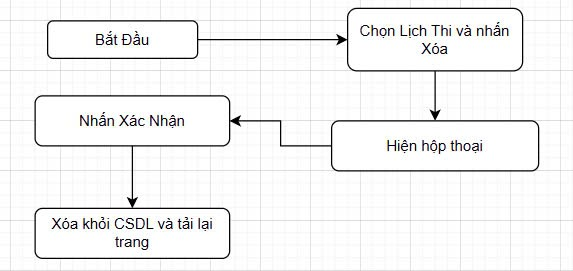 Bắt Đầu
Chọn Lịch Thi và nhấn
Xóa
Hiện hộp thoại
Nhấn Xác Nhận
Xóa khỏi CSDL và tải lại
trang